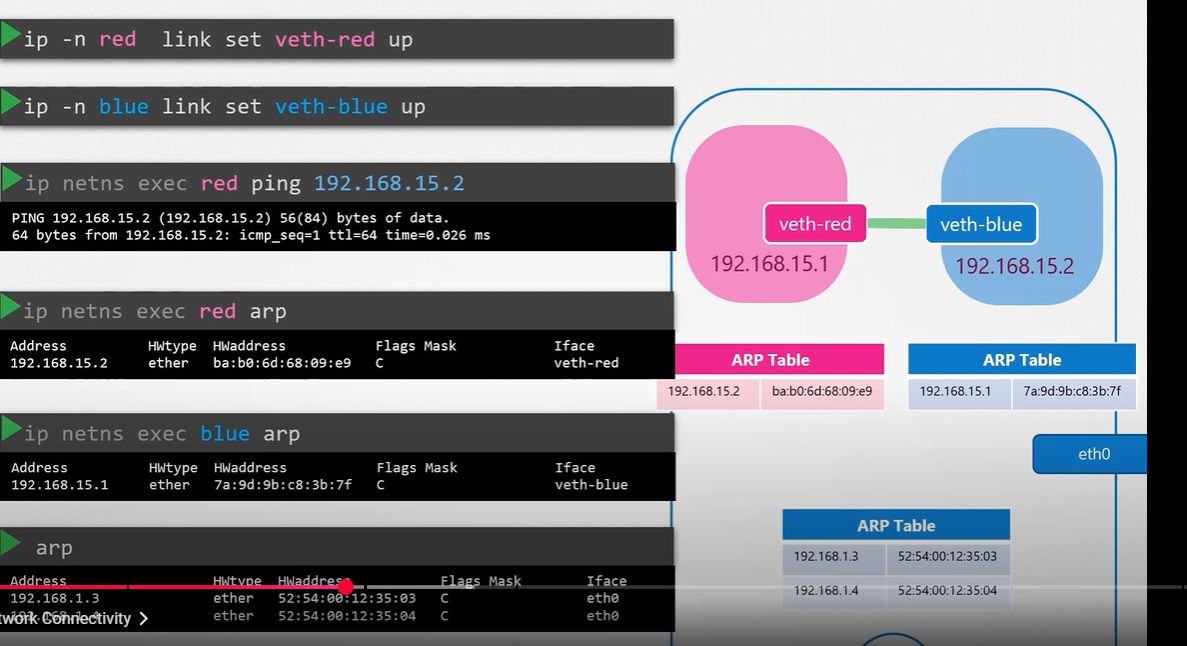 ip -n red link set veth-red up
ip -n blue link set veth-blue up
ip netns exec red ping 192.168.15.2
PING 192.168.15.2 (192.168.15.2) 56(84) bytes of data.
64 bytes from 192.168.15.2: icmp_seq=1 ttl=64 time=0.026 ms
ip netns exec red arp
Address HWtype HWaddress Flags Mask Iface
192.168.15.2 ether ba:b0:6d:68:09:e9 C veth-red
ip netns exec blue arp
Address HWtype HWaddress Flags Mask Iface
192.168.15.1 ether 7a:9d:9b:c8:3b:7f C veth-blue
arp
Address HWtype HWaddress Flags Mask Iface
192.168.1.3 ether 52:54:00:12:35:03 C eth0
192.168.1.4 ether 52:54:00:12:35:04 C eth0
twork Connectivity
veth-red
veth-blue
192.168.15.1
192.168.15.2
ARP Table
192.168.15.2 ba:b0:6d:68:09:e9
ARP Table
192.168.15.1 7a:9d:9b:c8:3b:7f
eth0
ARP Table
192.168.1.3 52:54:00:12:35:03
192.168.1.4 52:54:00:12:35:04